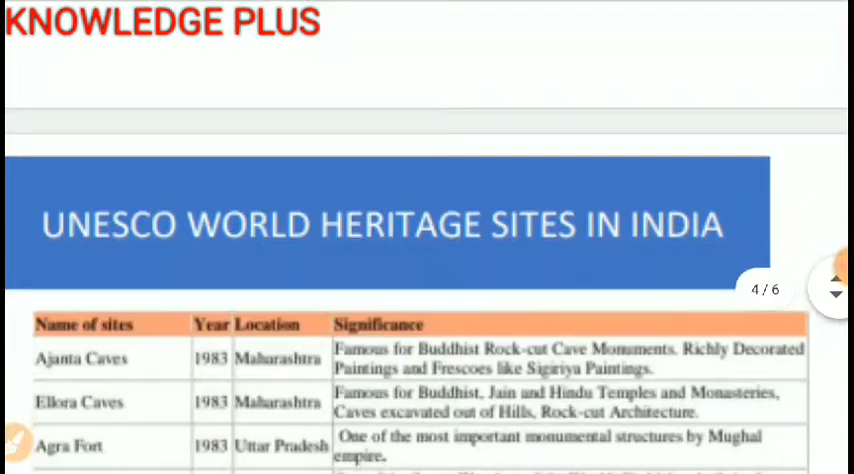 KNOWLEDGE PLUS
UNESCO WORLD HERITAGE SITES IN INDIA
4 / 6
Name of sites Year Location Significance
Ajanta Caves 1983 Maharashtra Famous for Buddhist Rock-cut Cave Monuments. Richly Decorated
Paintings and Frescoes like Sigiriya Paintings.
Ellora Caves 1983 Maharashtra Famous for Buddhist, Jain and Hindu Temples and Monasteries,
Caves excavated out of Hills, Rock-cut Architecture.
Agra Fort 1983 Uttar Pradesh One of the most important monumental structures by Mughal
empire.